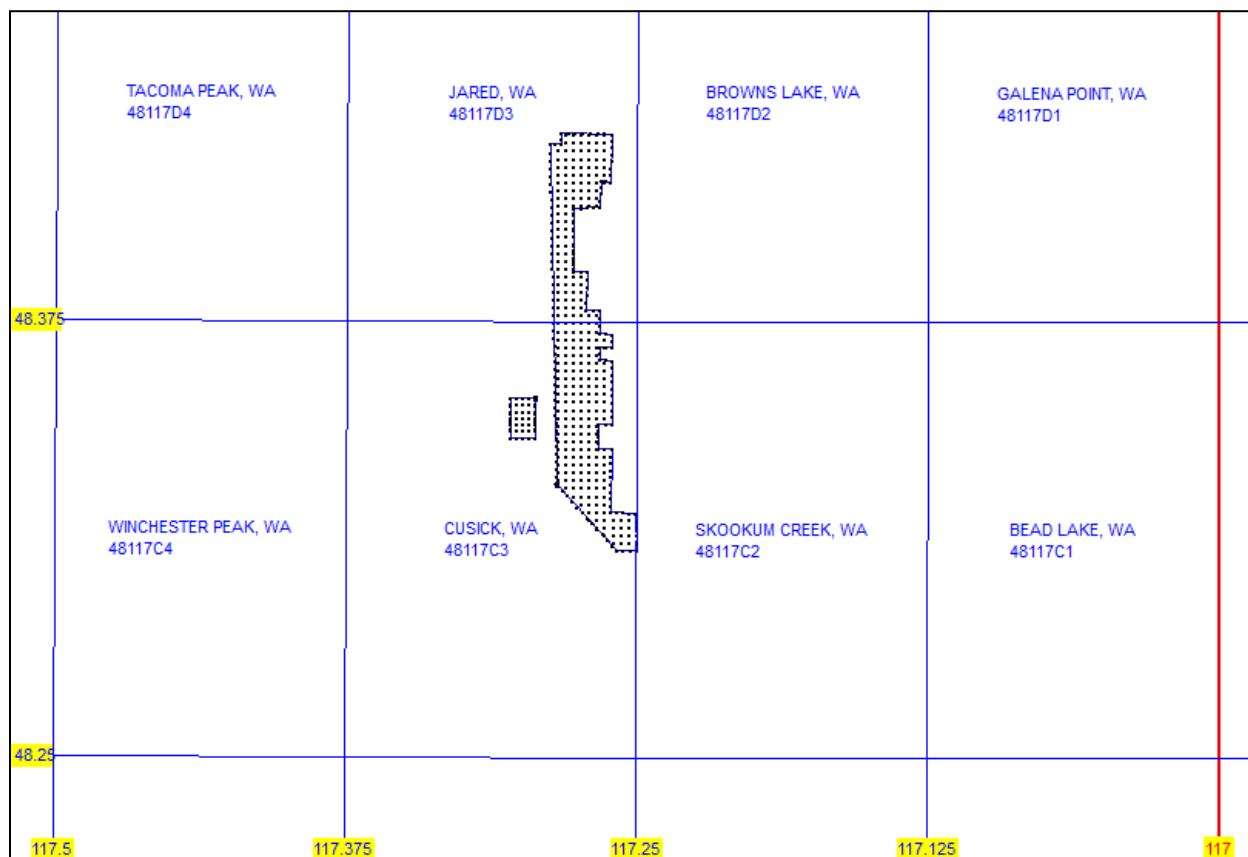 TACOMA PEAK, WA
48117D4
JARED, WA
48117D3
BROWNS LAKE, WA
48117D2
GALENA POINT, WA
48117D1
48.375
WINCHESTER PEAK, WA
48117C4
CUSICK, WA
48117C3
SKOOKUM CREEK, WA
48117C2
BEAD LAKE, WA
48117C1
48.25
117.5
117.375
117.25
117.125
117